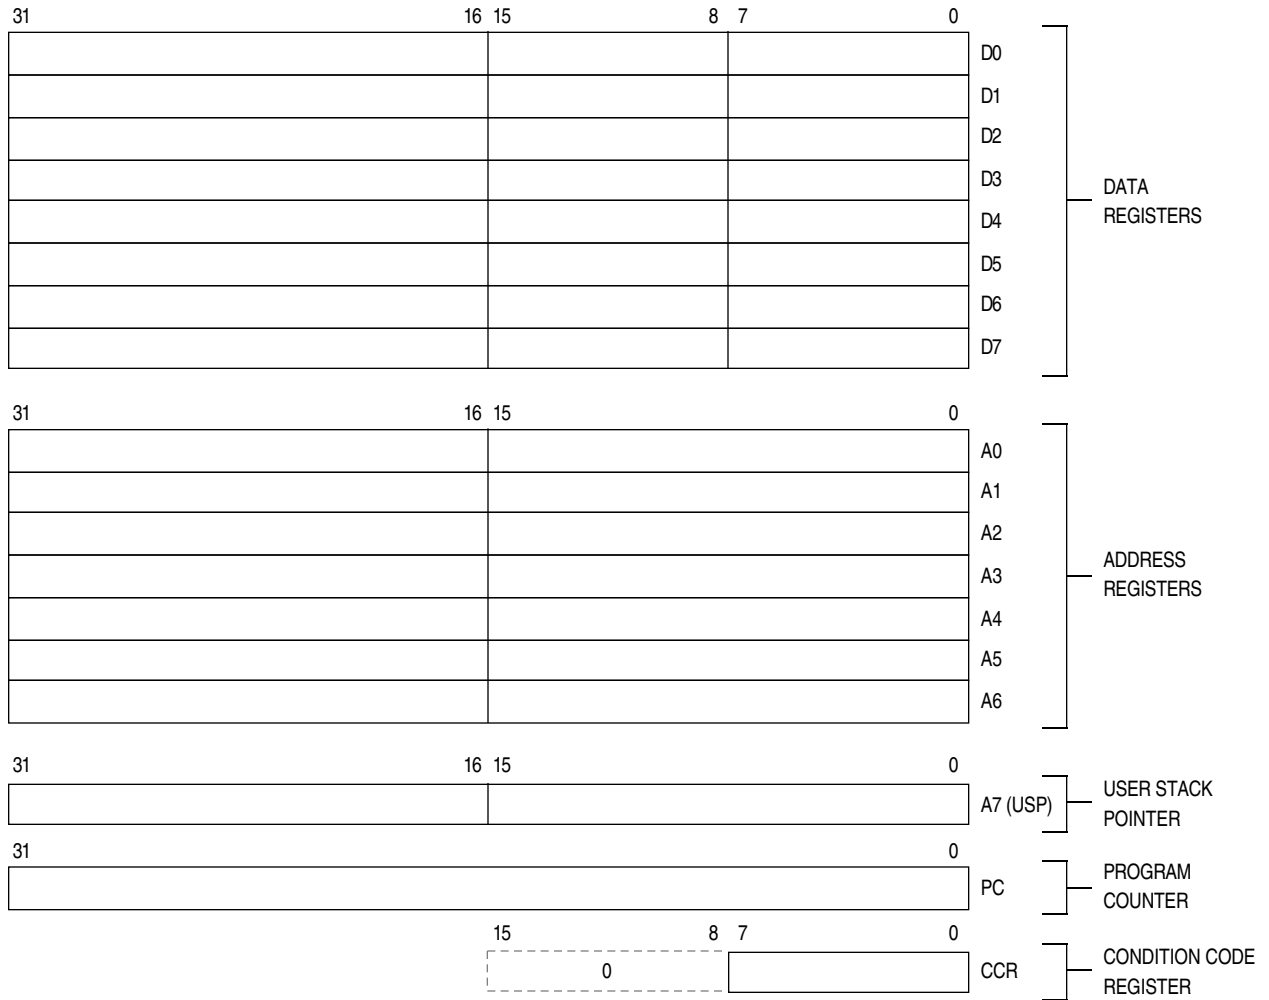 31 16 15 8 7 0
D0
D1
D2
D3
D4
D5
D6
D7
DATA
REGISTERS
31 16 15 0
A0
A1
A2
A3
A4
A5
A6
ADDRESS
REGISTERS
31 16 15 0
A7 (USP)
USER STACK
POINTER
31 0
PC
PROGRAM
COUNTER
15 8 7 0
0
CCR
CONDITION CODE
REGISTER